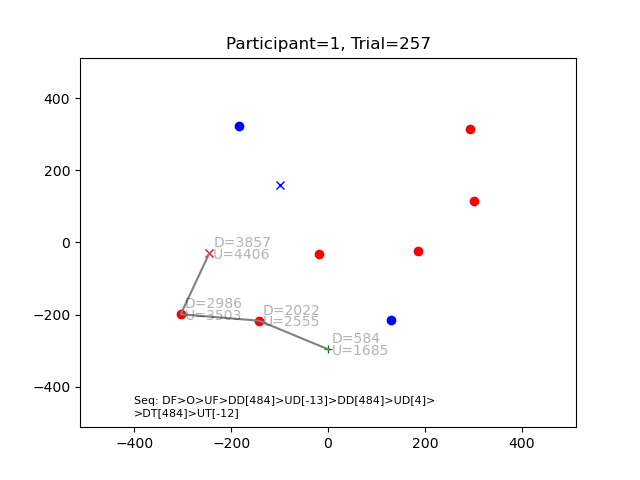 Participant=1, Trial=257
400
200
0
−200
−400
D=3857
U=4406
D=2986
U=3503
D=2022
U=2555
D=584
U=1685
Seq: DF>O>UF>DD[484]>UD[-13]>DD[484]>UD[4]>
>DT[484]>UT[-12]
−400 −200 0 200 400